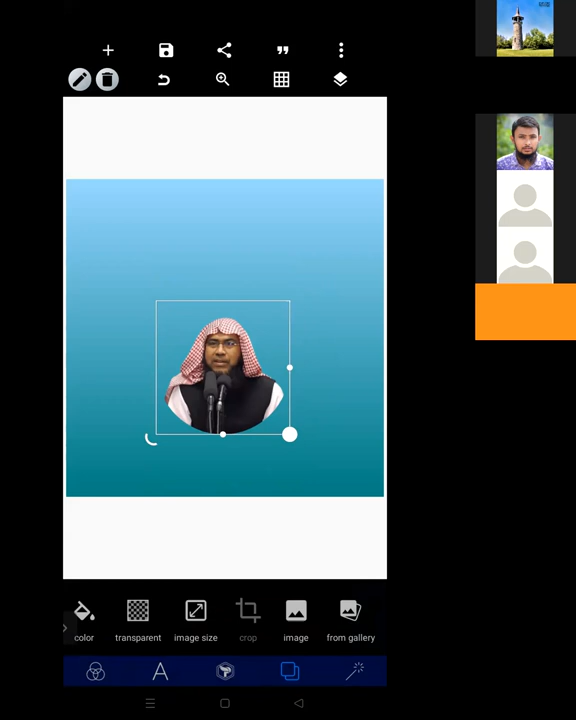 color
transparent
image size
crop
image
from gallery